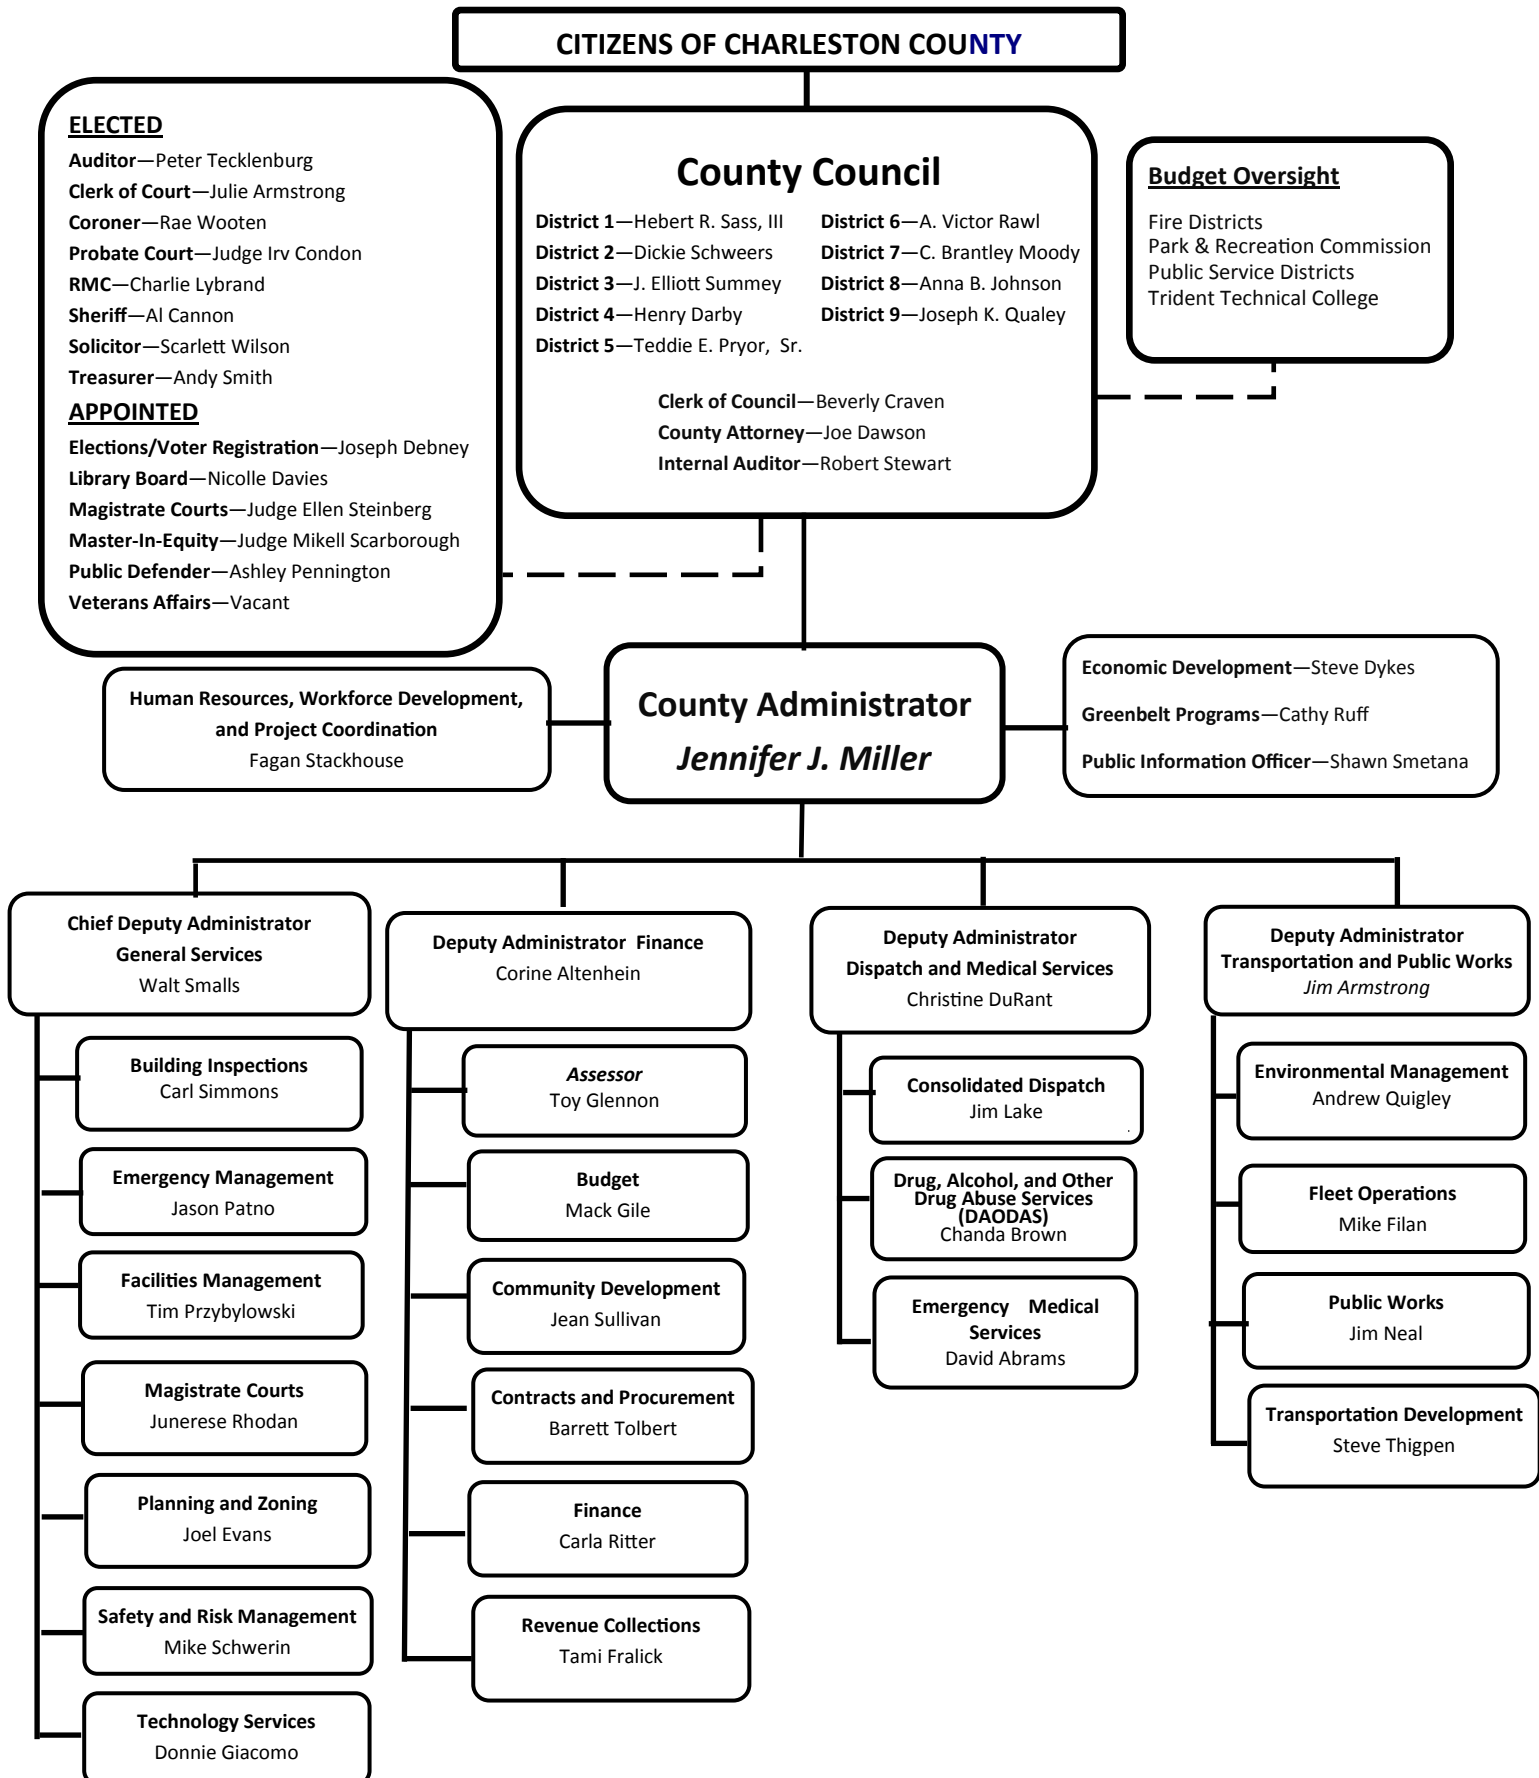 CITIZENS OF CHARLESTON COUNTY
ELECTED
Auditor—Peter Tecklenburg
Clerk of Court—Julie Armstrong
Coroner—Rae Wooten
Probate Court—Judge Irv Condon
RMC—Charlie Lybrand
Sheriff—Al Cannon
Solicitor—Scarlett Wilson
Treasurer—Andy Smith
APPOINTED
Elections/Voter Registration—Joseph Debney
Library Board—Nicolle Davies
Magistrate Courts—Judge Ellen Steinberg
Master-In-Equity—Judge Mikell Scarborough
Public Defender—Ashley Pennington
Veterans Affairs—Vacant
County Council
District 1—Hebert R. Sass, III
District 2—Dickie Schweers
District 3—J. Elliott Summey
District 4—Henry Darby
District 5—Teddie E. Pryor, Sr.
District 6—A. Victor Rawl
District 7—C. Brantley Moody
District 8—Anna B. Johnson
District 9—Joseph K. Qualey
Clerk of Council—Beverly Craven
County Attorney—Joe Dawson
Internal Auditor—Robert Stewart
Budget Oversight
Fire Districts
Park & Recreation Commission
Public Service Districts
Trident Technical College
Human Resources, Workforce Development,
and Project Coordination
Fagan Stackhouse
County Administrator
Jennifer J. Miller
Economic Development—Steve Dykes
Greenbelt Programs—Cathy Ruff
Public Information Officer—Shawn Smetana
Chief Deputy Administrator
General Services
Walt Smalls
Building Inspections
Carl Simmons
Emergency Management
Jason Patno
Facilities Management
Tim Przybylowski
Magistrate Courts
Junerese Rhodan
Planning and Zoning
Joel Evans
Safety and Risk Management
Mike Schwerin
Technology Services
Donnie Giacomo
Deputy Administrator Finance
Corine Altenhein
Assessor
Toy Glennon
Budget
Mack Gile
Community Development
Jean Sullivan
Contracts and Procurement
Barrett Tolbert
Finance
Carla Ritter
Revenue Collections
Tami Fralick
Deputy Administrator
Dispatch and Medical Services
Christine DuRant
Consolidated Dispatch
Jim Lake
Drug, Alcohol, and Other
Drug Abuse Services
(DAODAS)
Chanda Brown
Emergency Medical
Services
David Abrams
Deputy Administrator
Transportation and Public Works
Jim Armstrong
Environmental Management
Andrew Quigley
Fleet Operations
Mike Filan
Public Works
Jim Neal
Transportation Development
Steve Thigpen